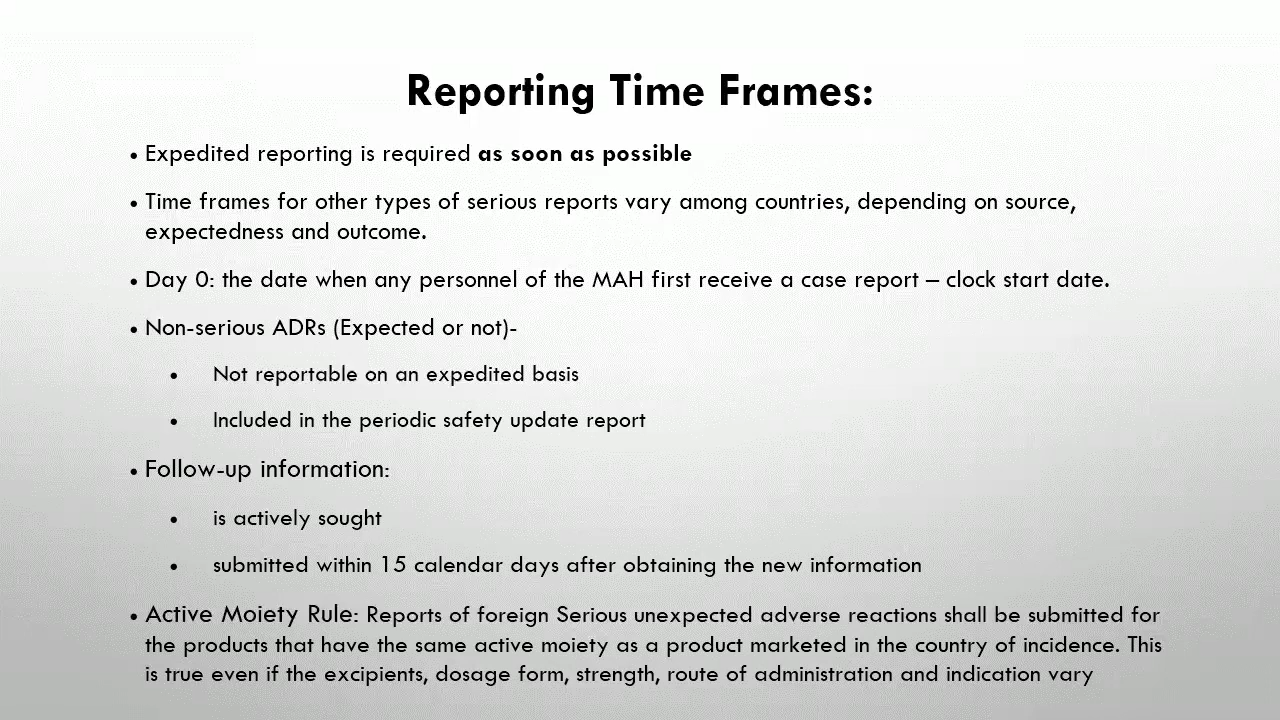 Reporting Time Frames:
• Expedited reporting is required as soon as possible
• Time frames for other types of serious reports vary among countries, depending on source,
expectedness and outcome.
• Day 0: the date when any personnel of the MAH first receive a case report – clock start date.
• Non-serious ADRs (Expected or not)-
• Not reportable on an expedited basis
• Included in the periodic safety update report
• Follow-up information:
• is actively sought
• submitted within 15 calendar days after obtaining the new information
• Active Moiety Rule: Reports of foreign Serious unexpected adverse reactions shall be submitted for
the products that have the same active moiety as a product marketed in the country of incidence. This
is true even if the excipients, dosage form, strength, route of administration and indication vary